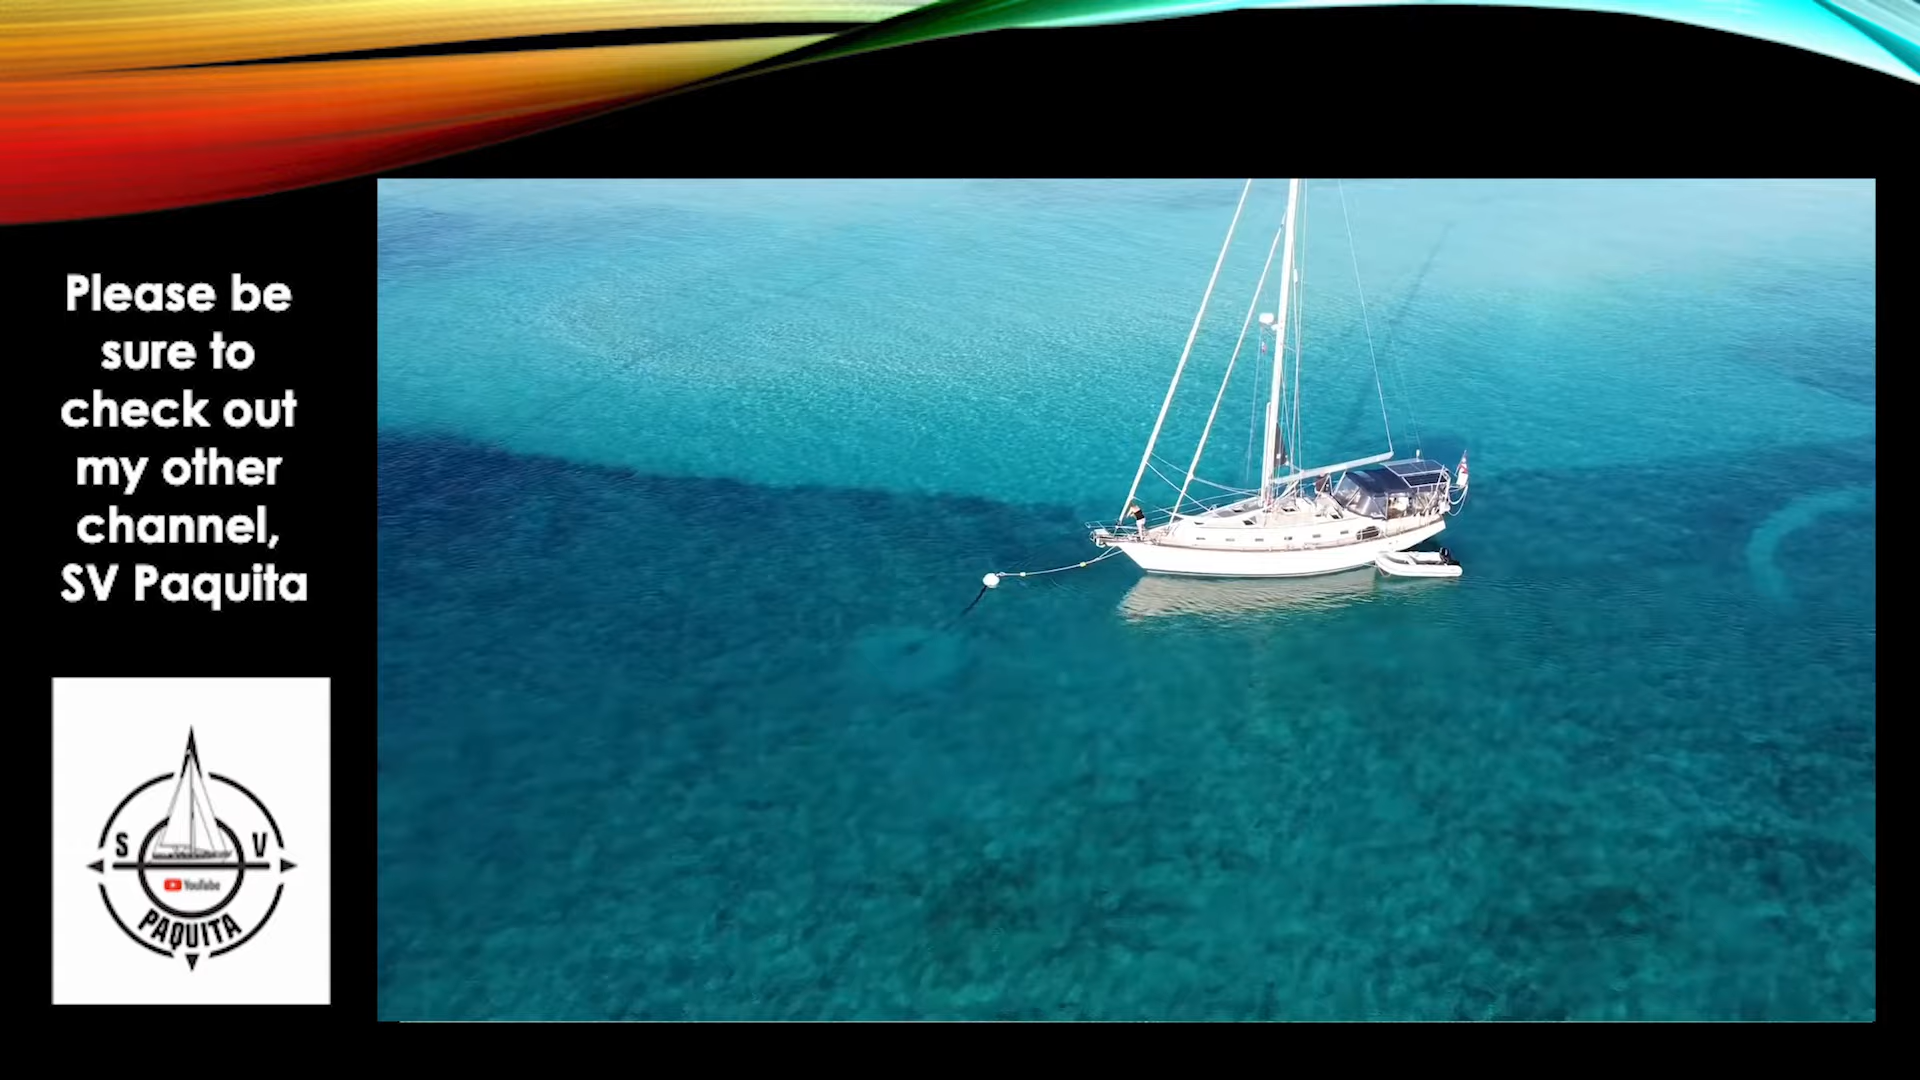 Please be
sure to
check out
my other
channel,
SV Paquita
S V
YouTube
PAQUITA